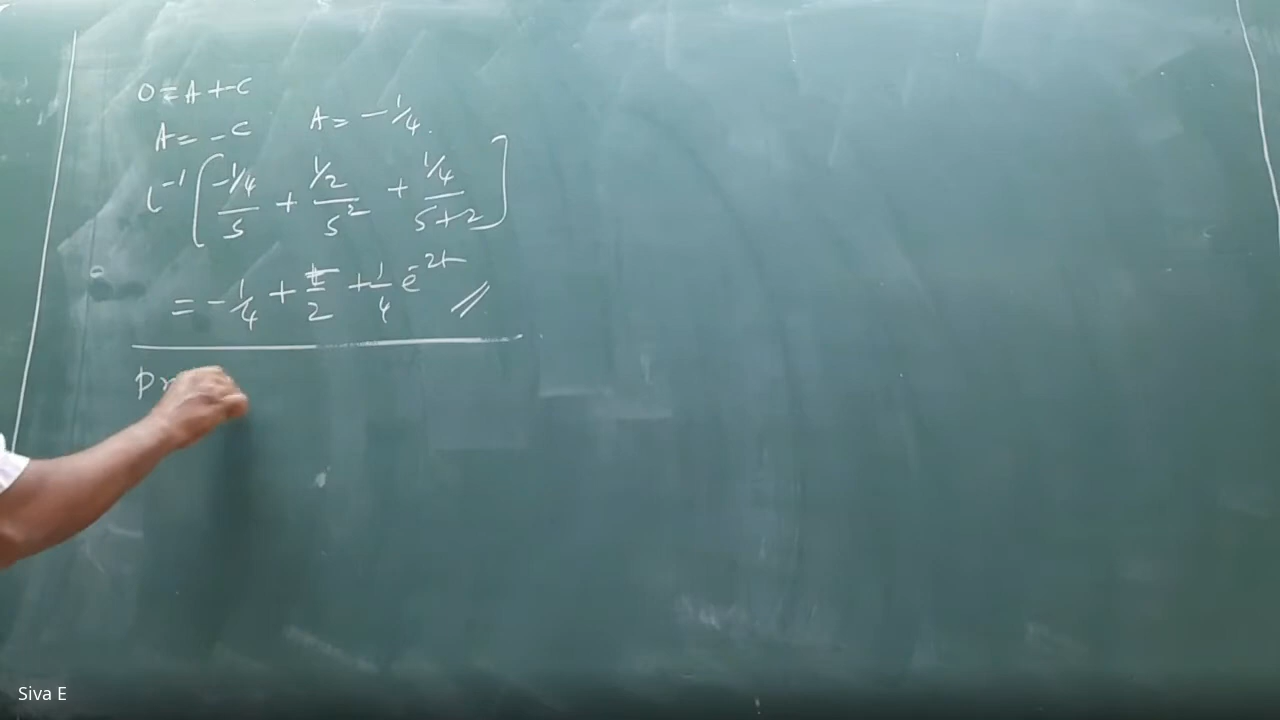 0 = A + C
A = -C   A = -1/4.
L⁻¹[ (-1/4)/s + (1/2)/s² + (1/4)/(s+2) ]
= -1/4 + t/2 + 1/4 e^-2t //
Pr
Siva E